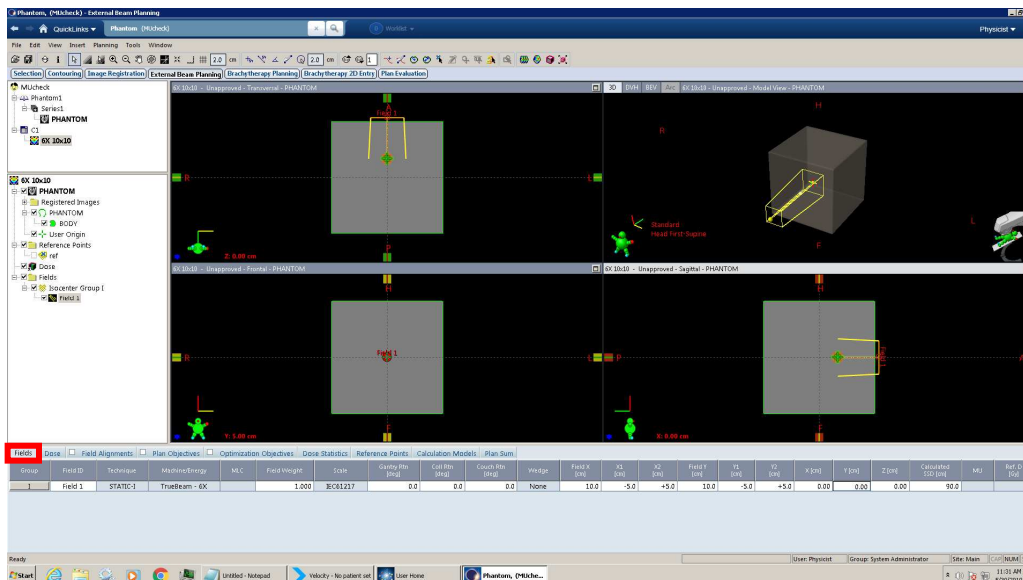 Phantom, (MUcheck) - External Beam Planning
QuickLinks Phantom (MUcheck) Worklist Physicist
File Edit View Insert Planning Tools Window
2.0 cm 2.0 cm 1
Selection Contouring Image Registration External Beam Planning Brachytherapy Planning Brachytherapy 2D Entry Plan Evaluation
MUcheck
Phantom1
Series1
PHANTOM
C1
6X 10x10
6X 10x10
PHANTOM
Registered Images
PHANTOM
BODY
User Origin
Reference Points
ref
Dose
Fields
Isocenter Group I
Field 1
6X 10x10 - Unapproved - Transversal - PHANTOM
A
Field 1
R L
P
Z: 0.00 cm
3D DVH BEV Arc 6X 10x10 - Unapproved - Model View - PHANTOM
H
R
L
F
Standard
Head First-Supine
6X 10x10 - Unapproved - Frontal - PHANTOM
H
R Field 1 L
F
Y: 0.00 cm
6X 10x10 - Unapproved - Sagittal - PHANTOM
H
P Field 1 A
F
X: 0.00 cm
Fields Dose Field Alignments Plan Objectives Optimization Objectives Dose Statistics Reference Points Calculation Models Plan Sum
Group Field ID Technique Machine/Energy MLC Field Weight Scale Gantry Rtn [deg] Coll Rtn [deg] Couch Rtn [deg] Wedge Field X [cm] X1 [cm] X2 [cm] Field Y [cm] Y1 [cm] Y2 [cm] X [cm] Y [cm] Z [cm] Calculated SSD [cm] MU Ref. D [Gy]
1 Field 1 STATIC-I TrueBeam - 6X 1.000 IEC61217 0.0 0.0 0.0 None 10.0 -5.0 +5.0 10.0 -5.0 +5.0 0.00 0.00 0.00 90.0
Ready User: Physicist Group: System Administrator Site: Main CAP NUM
Start Untitled - Notepad Velocity - No patient set User Home Phantom, (MUche... 11:31 AM